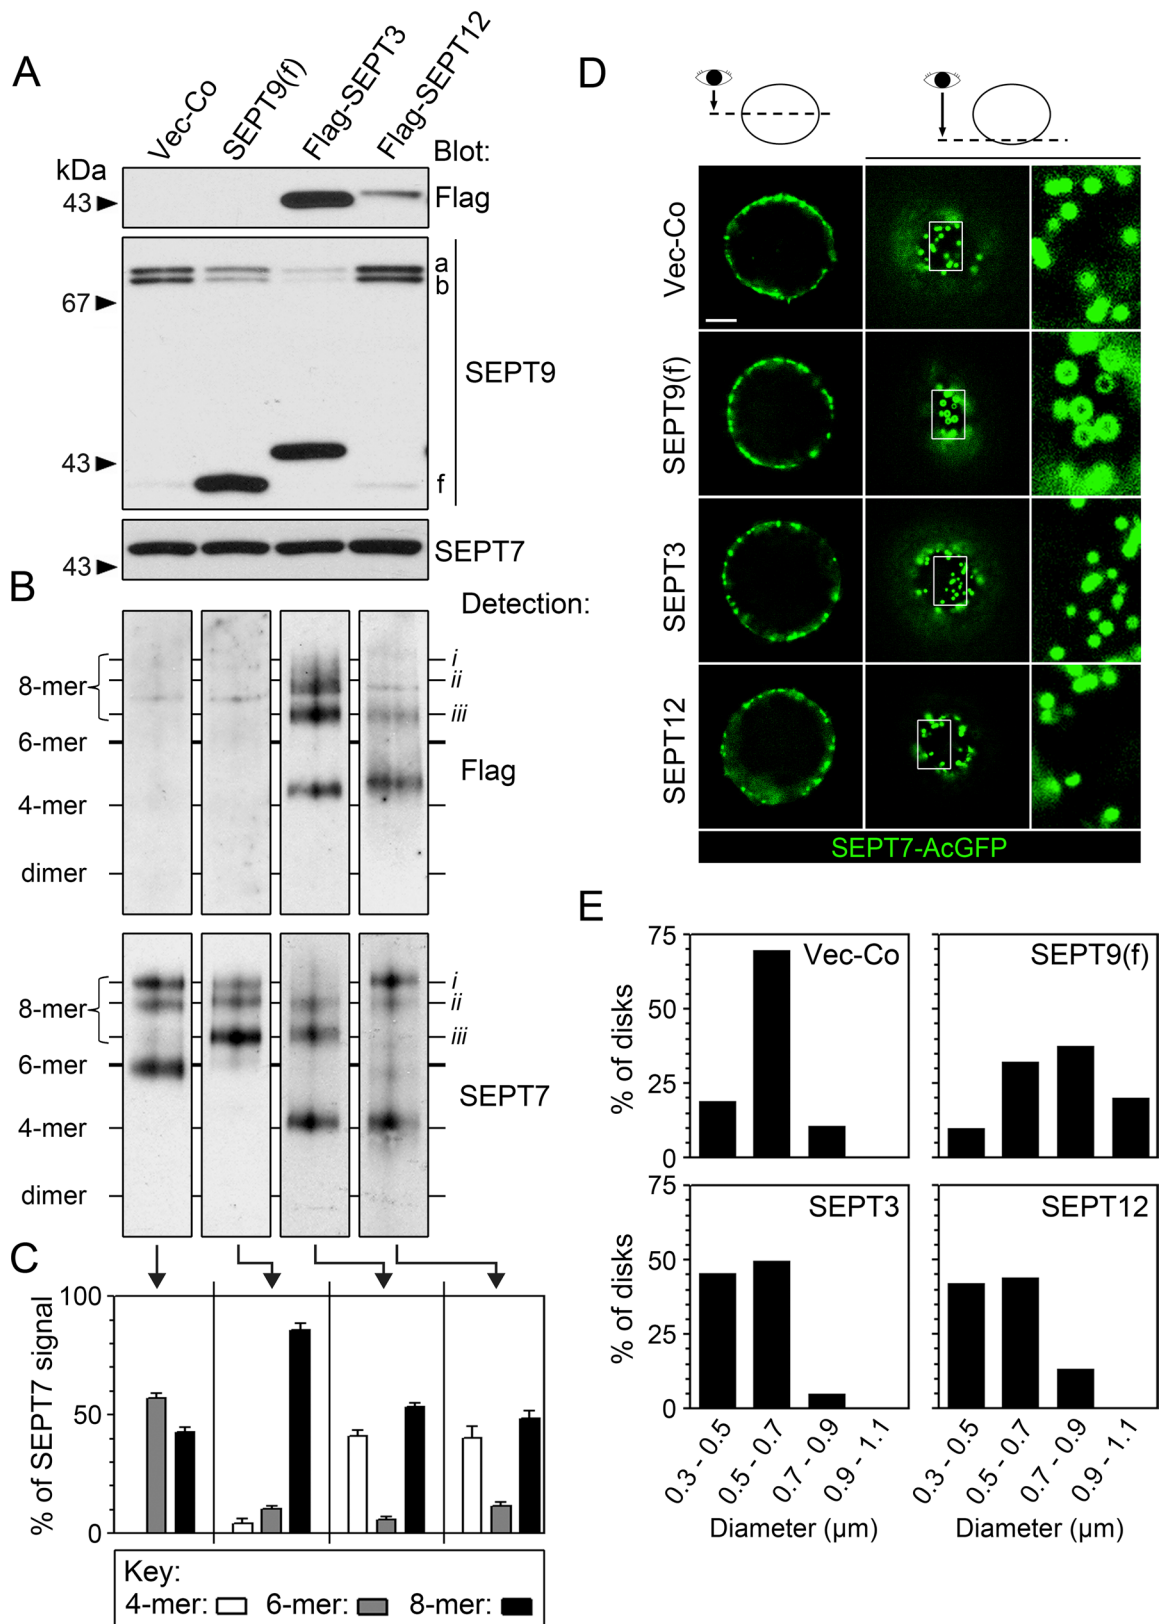 A
Vec-Co
SEPT9(f)
Flag-SEPT3
Flag-SEPT12
Blot:
kDa
43
Flag
a
b
67
SEPT9
43
f
SEPT7
43
B
Detection:
8-mer
i
ii
iii
6-mer
Flag
4-mer
dimer
8-mer
i
ii
iii
6-mer
SEPT7
4-mer
dimer
C
% of SEPT7 signal
100
50
0
Key:
4-mer: 6-mer: 8-mer:
D
Vec-Co
SEPT9(f)
SEPT3
SEPT12
SEPT7-AcGFP
E
% of disks
75
50
25
0
Vec-Co
SEPT9(f)
% of disks
75
50
25
0
SEPT3
SEPT12
0.3 - 0.5
0.5 - 0.7
0.7 - 0.9
0.9 - 1.1
0.3 - 0.5
0.5 - 0.7
0.7 - 0.9
0.9 - 1.1
Diameter (μm)
Diameter (μm)